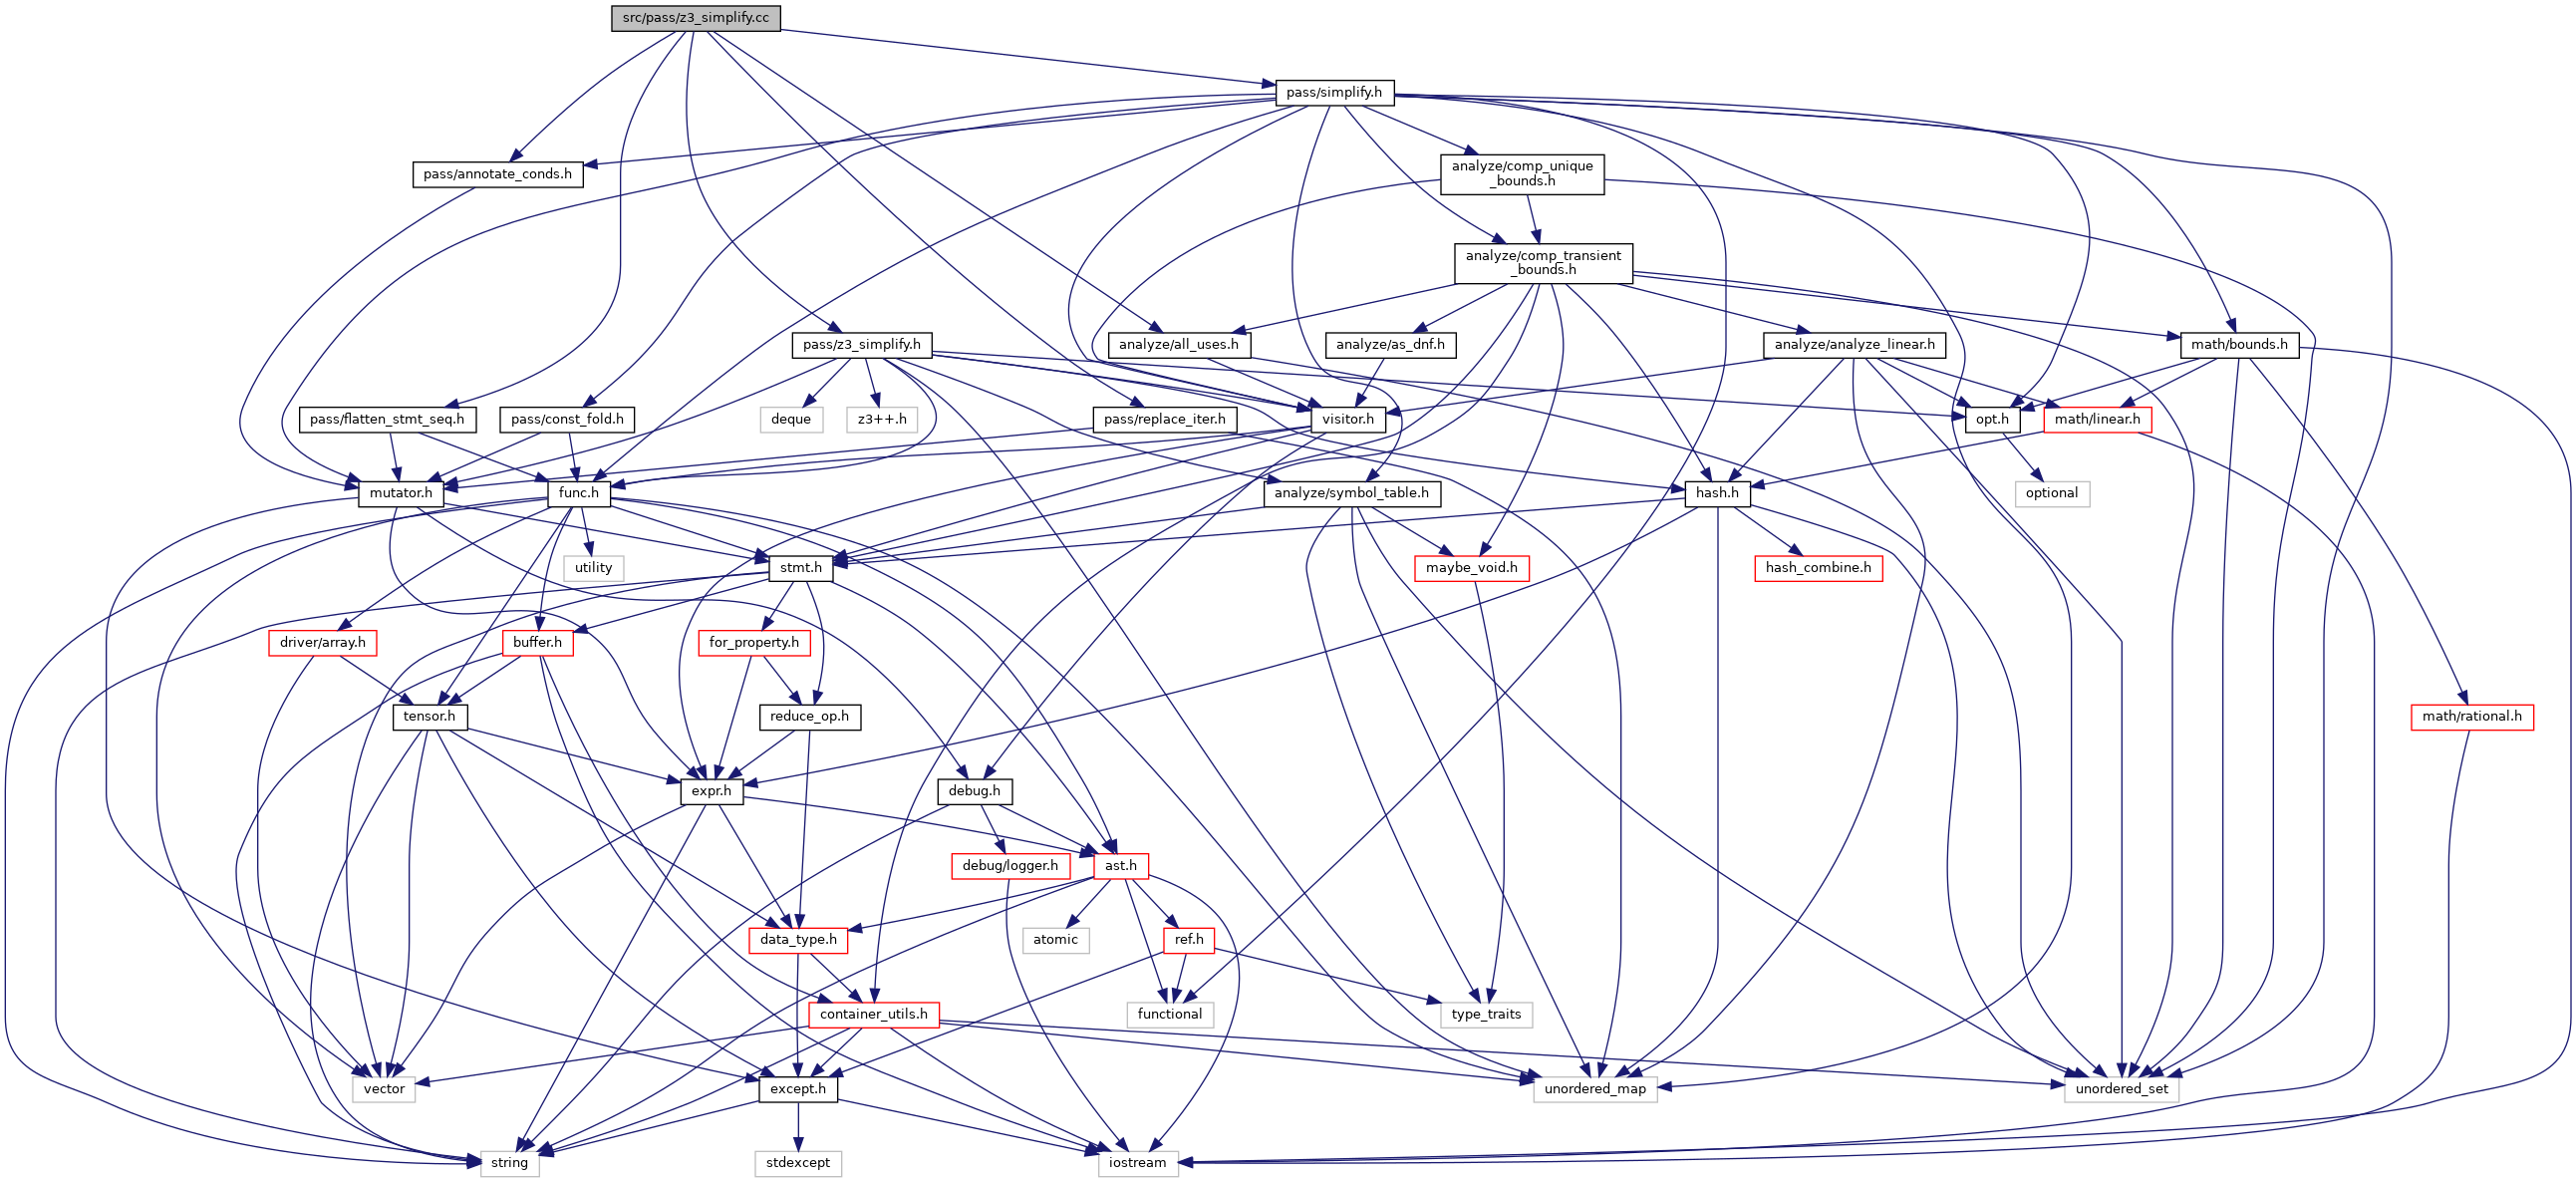 src/pass/z3_simplify.cc
pass/simplify.h
analyze/comp_unique
_bounds.h
pass/annotate_conds.h
analyze/comp_transient
_bounds.h
pass/z3_simplify.h
analyze/all_uses.h
analyze/as_dnf.h
analyze/analyze_linear.h
math/bounds.h
pass/flatten_stmt_seq.h
pass/const_fold.h
deque
z3++.h
pass/replace_iter.h
visitor.h
opt.h
math/linear.h
mutator.h
func.h
analyze/symbol_table.h
hash.h
optional
utility
stmt.h
maybe_void.h
hash_combine.h
driver/array.h
buffer.h
for_property.h
tensor.h
reduce_op.h
math/rational.h
expr.h
debug.h
debug/logger.h
ast.h
data_type.h
atomic
ref.h
container_utils.h
functional
type_traits
vector
except.h
unordered_map
unordered_set
string
stdexcept
iostream